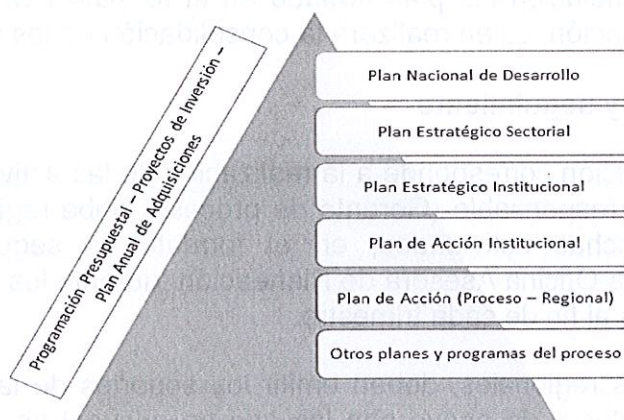 Programación Presupuestal – Proyectos de Inversión –
Plan Anual de Adquisiciones
Plan Nacional de Desarrollo
Plan Estratégico Sectorial
Plan Estratégico Institucional
Plan de Acción Institucional
Plan de Acción (Proceso – Regional)
Otros planes y programas del proceso